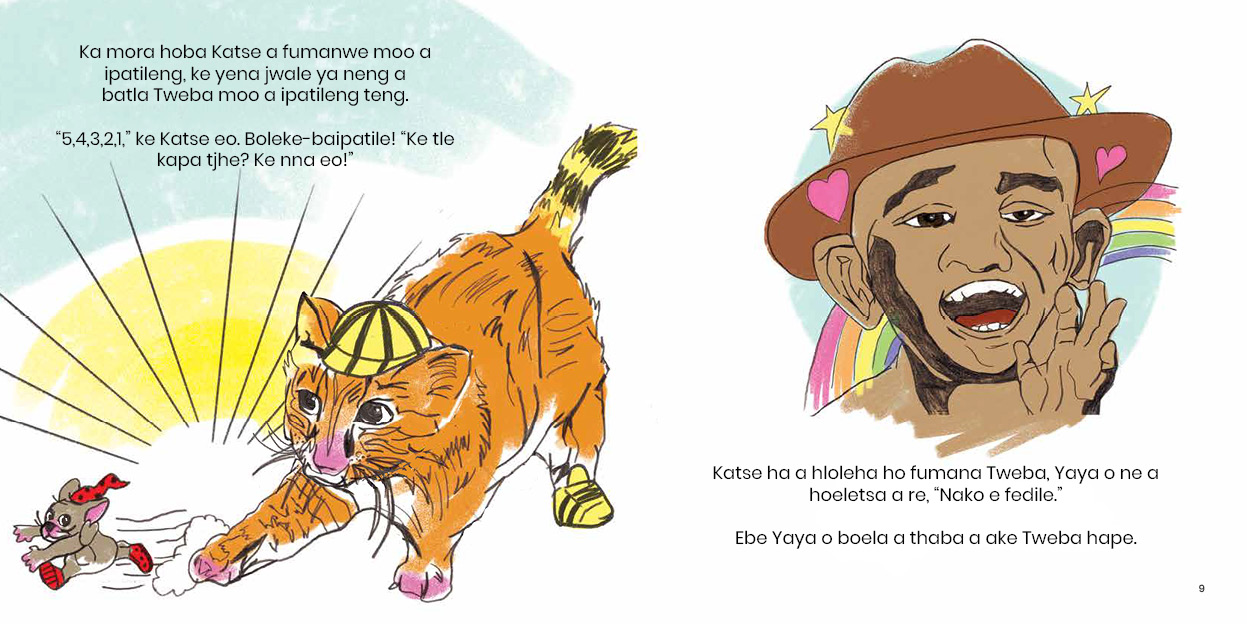 Ka mora hoba Katse a fumanwe moo a
ipatileng, ke yena jwale ya neng a
batla Tweba moo a ipatileng teng.
“5,4,3,2,1,” ke Katse eo. Boleke-baipatile! “Ke tle
kapa tjhe? Ke nna eo!”
Katse ha a hloleha ho fumana Tweba, Yaya o ne a
hoeletsa a re, “Nako e fedile.”
Ebe Yaya o boela a thaba a ake Tweba hape.
9